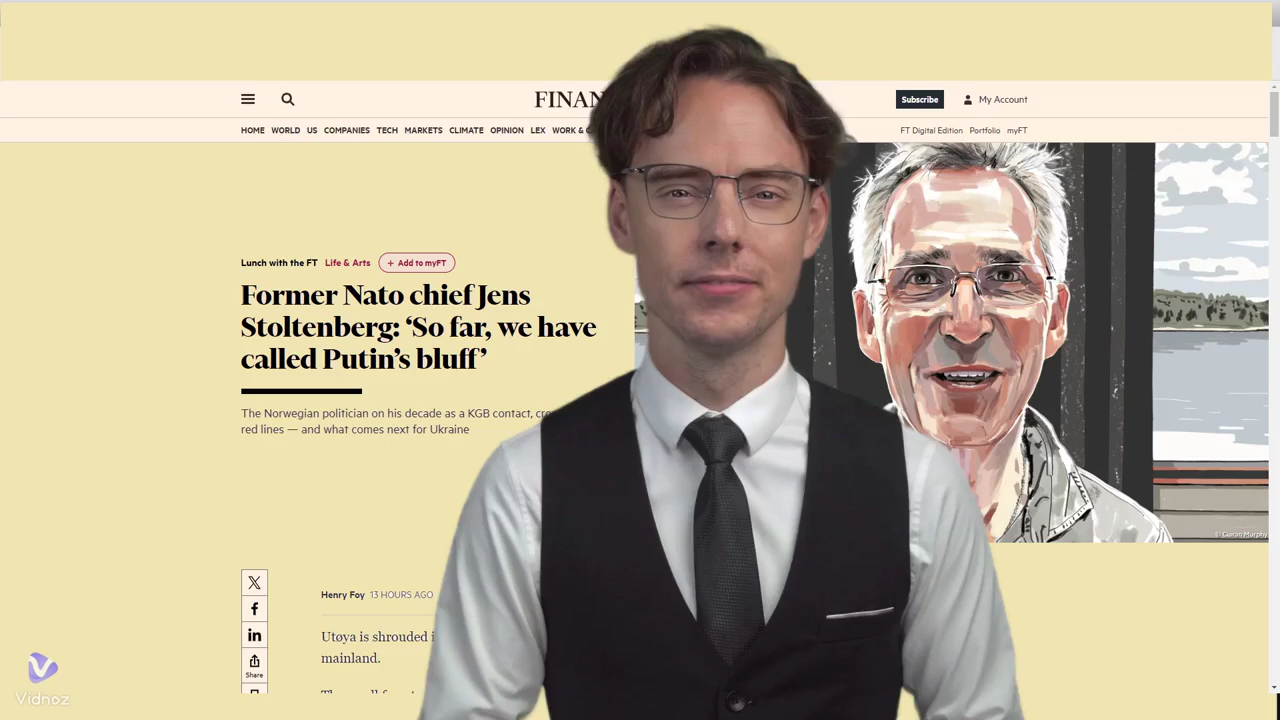 FINAN
Subscribe
My Account
HOME WORLD US COMPANIES TECH MARKETS CLIMATE OPINION LEX WORK &
FT Digital Edition Portfolio myFT
Lunch with the FT Life & Arts + Add to myFT
Former Nato chief Jens
Stoltenberg: ‘So far, we have
called Putin’s bluff’
The Norwegian politician on his decade as a KGB contact,
red lines — and what comes next for Ukraine
© Ciaran Murphy
Henry Foy 13 HOURS AGO
Utøya is shrouded
mainland.
Share
Vidnoz